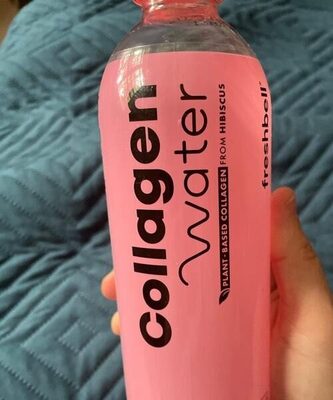 Collagen
water
PLANT-BASED COLLAGEN FROM HIBISCUS
freshbell